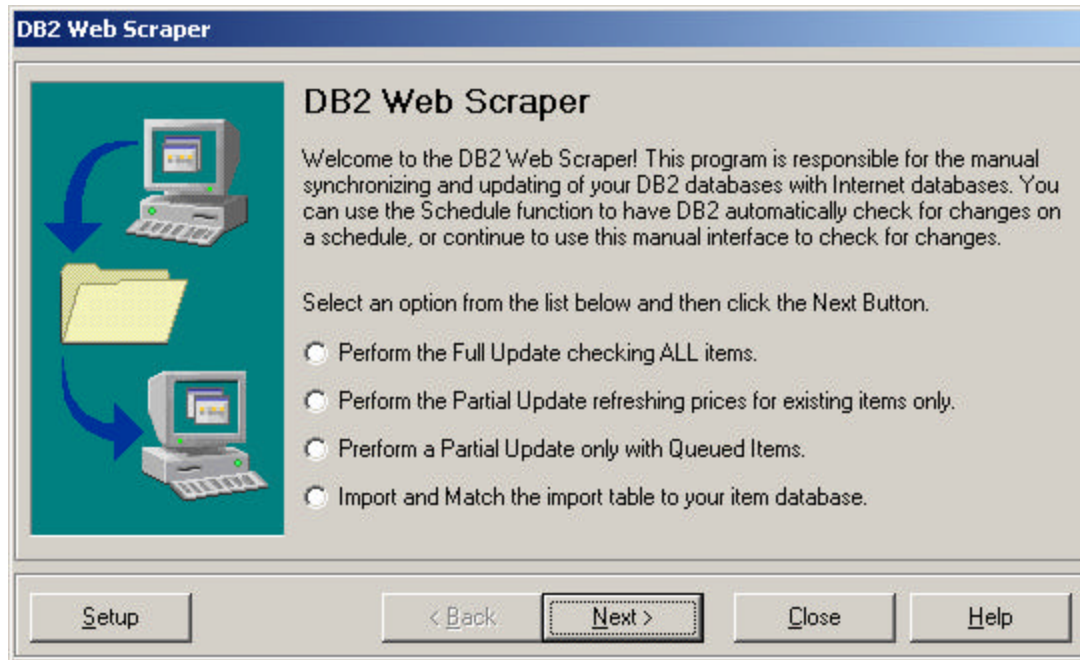 DB2 Web Scraper
DB2 Web Scraper
Welcome to the DB2 Web Scraper! This program is responsible for the manual
synchronizing and updating of your DB2 databases with Internet databases. You
can use the Schedule function to have DB2 automatically check for changes on
a schedule, or continue to use this manual interface to check for changes.
Select an option from the list below and then click the Next Button.
Perform the Full Update checking ALL items.
Perform the Partial Update refreshing prices for existing items only.
Prerform a Partial Update only with Queued Items.
Import and Match the import table to your item database.
Setup
< Back
Next >
Close
Help